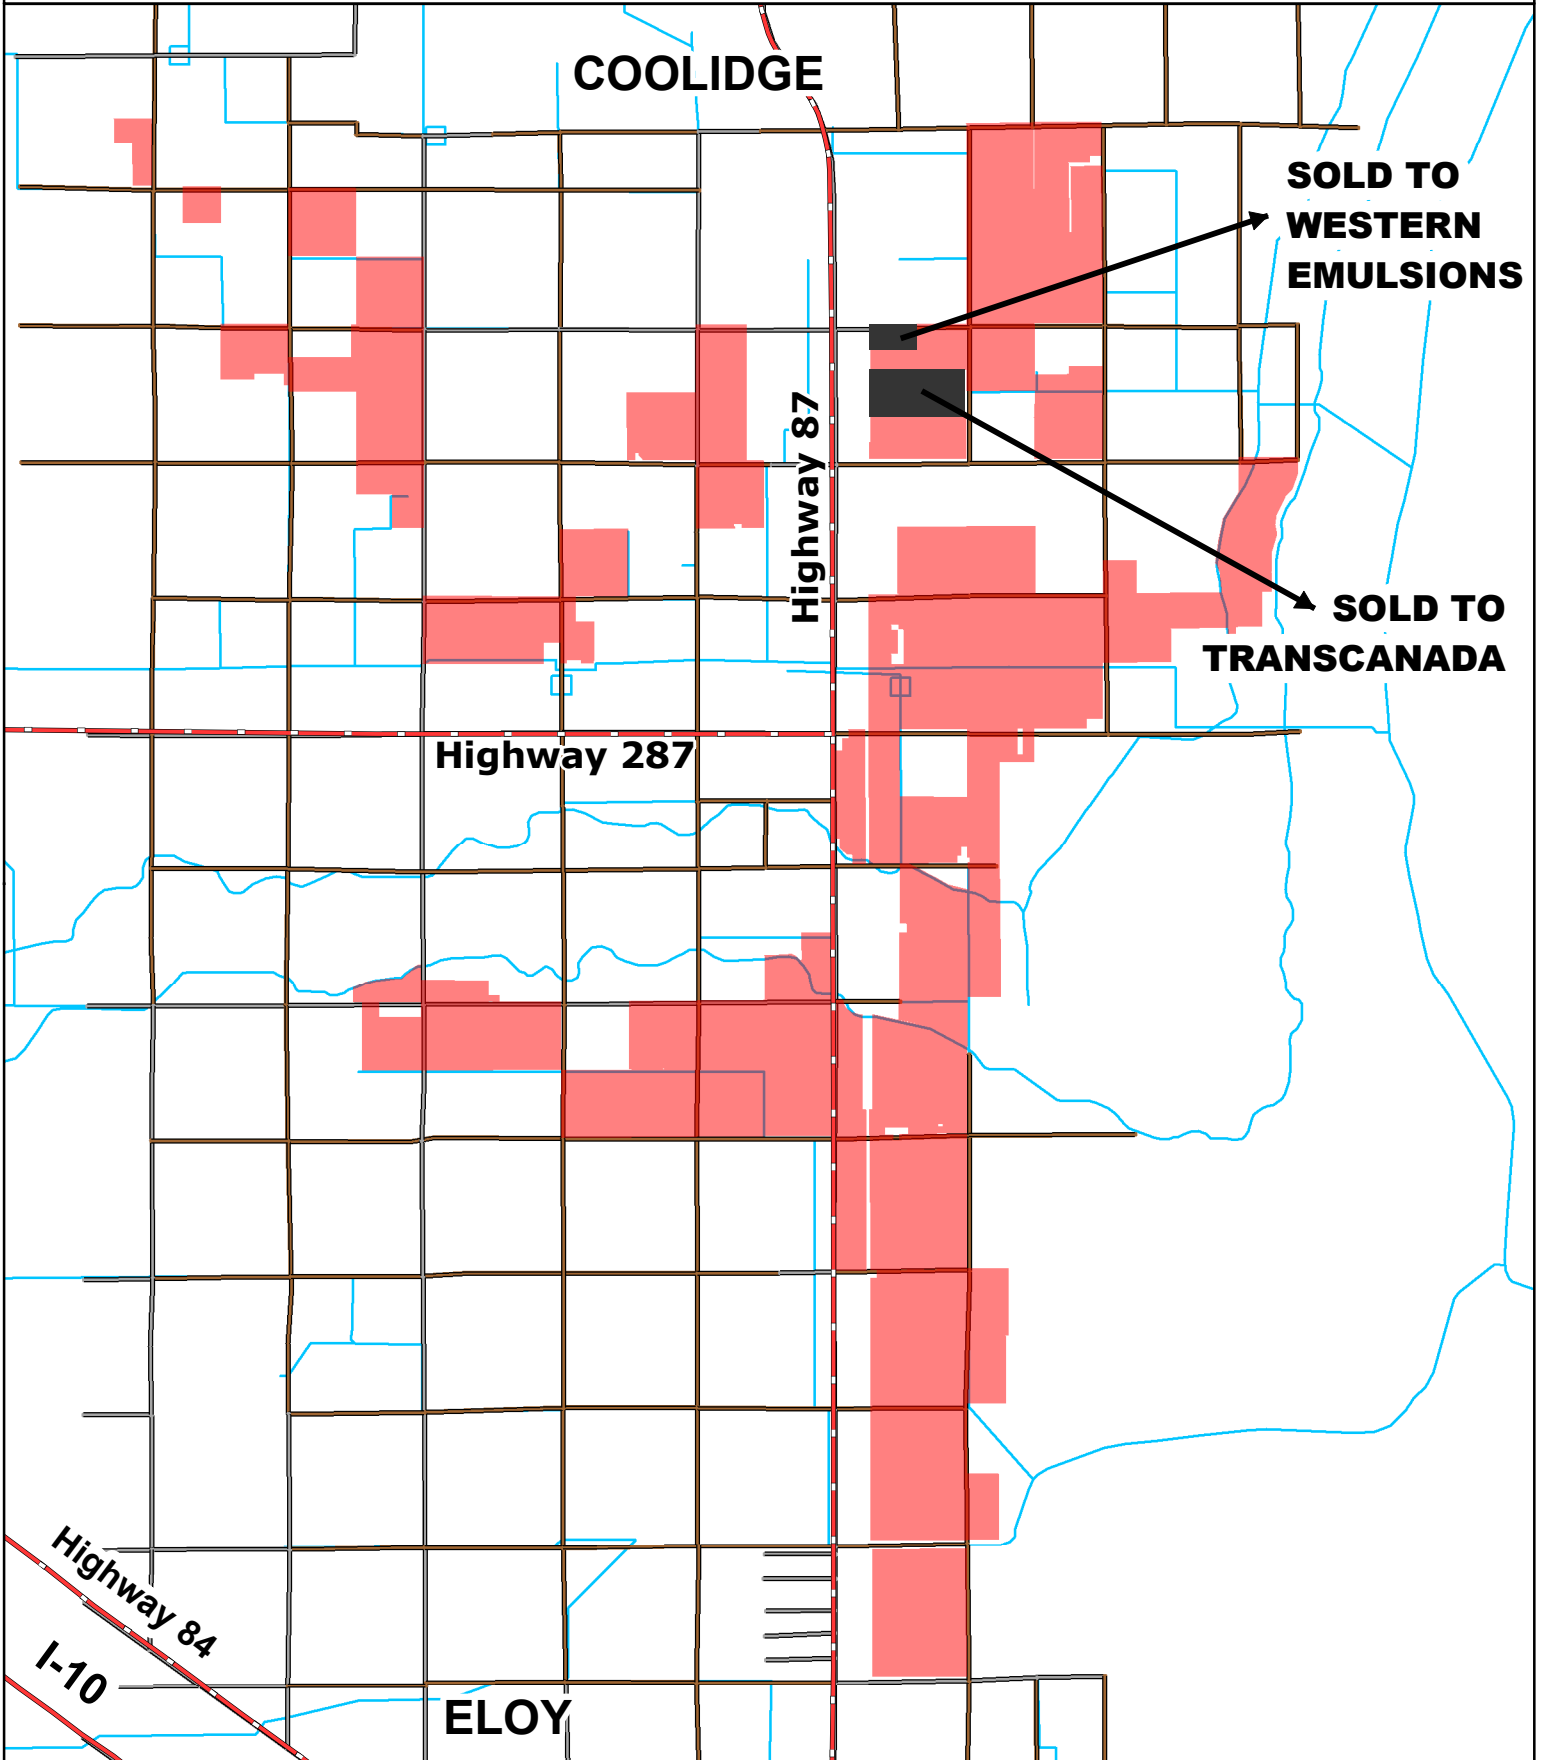 COOLIDGE
SOLD TO
WESTERN
EMULSIONS
Highway 87
SOLD TO
TRANSCANADA
Highway 287
Highway 84
I-10
ELOY